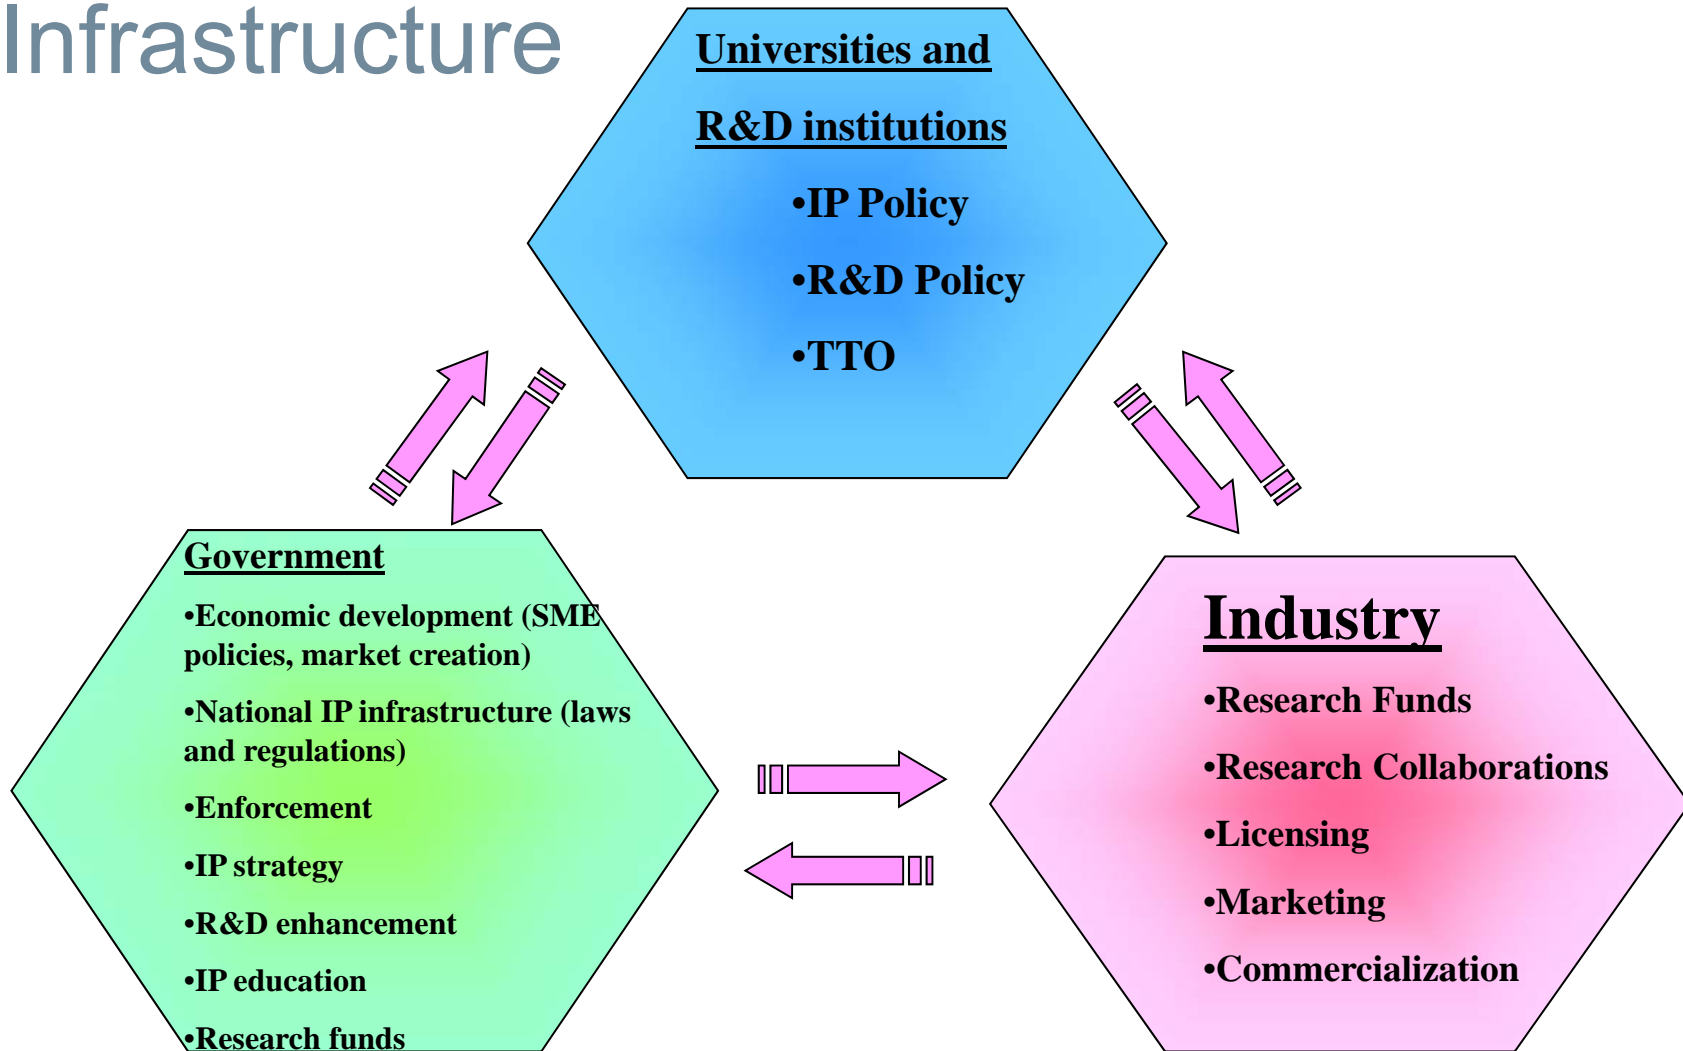 Infrastructure
Universities and
R&D institutions
•IP Policy
•R&D Policy
•TTO
Government
•Economic development (SME
policies, market creation)
•National IP infrastructure (laws
and regulations)
•Enforcement
•IP strategy
•R&D enhancement
•IP education
•Research funds
Industry
•Research Funds
•Research Collaborations
•Licensing
•Marketing
•Commercialization